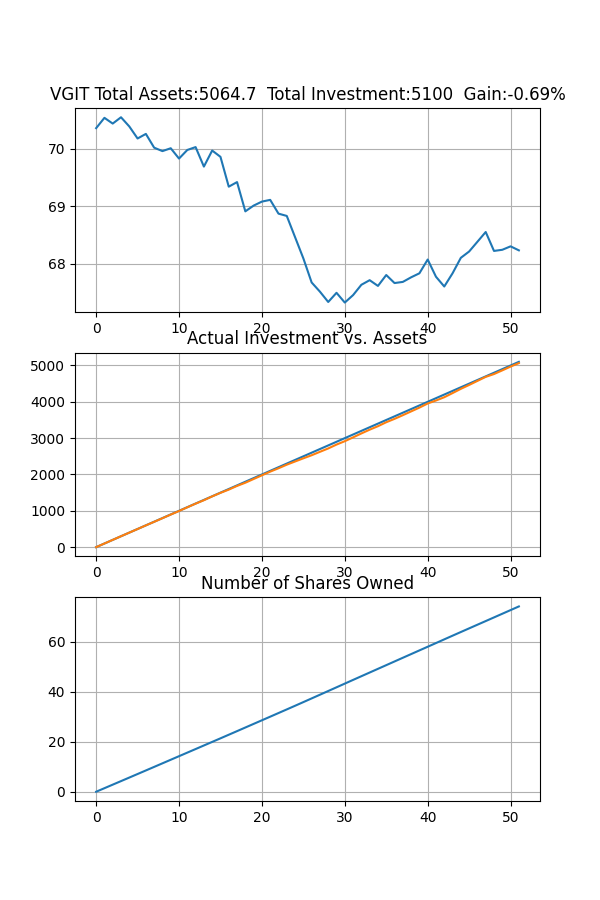 VGIT Total Assets:5064.7  Total Investment:5100  Gain:-0.69%
70
69
68
0 10 20 30 40 50
Actual Investment vs. Assets
5000
4000
3000
2000
1000
0
0 10 20 30 40 50
Number of Shares Owned
60
40
20
0
0 10 20 30 40 50